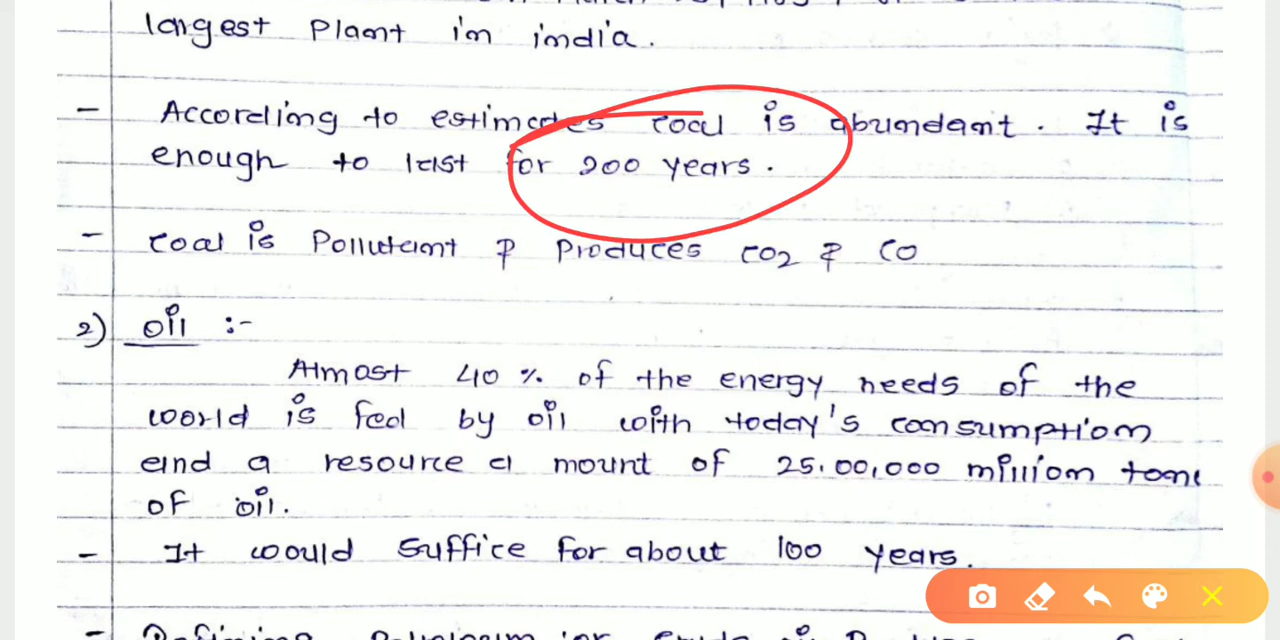 largest Plant in india.
- According to estimates coal is abundant. It is
enough to last for 200 years.
- coal is Pollutant & Produces CO2 & CO
2) oil :-
Almost 40 % of the energy needs of the
world is fed by oil with today's consumption
and a resource a mount of 25,00,000 million tone
of oil.
- It would suffice for about 100 years.